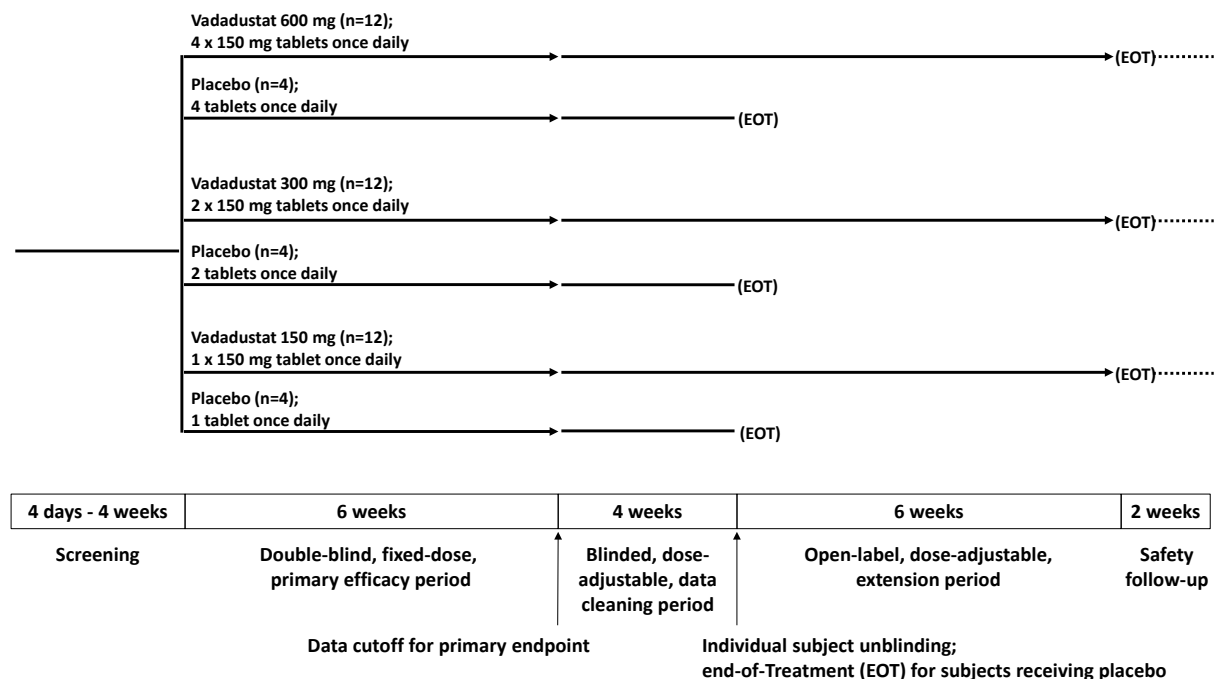 Vadadustat 600 mg (n=12);
4 x 150 mg tablets once daily
(EOT)
Placebo (n=4);
4 tablets once daily
(EOT)
Vadadustat 300 mg (n=12);
2 x 150 mg tablets once daily
(EOT)
Placebo (n=4);
2 tablets once daily
(EOT)
Vadadustat 150 mg (n=12);
1 x 150 mg tablet once daily
(EOT)
Placebo (n=4);
1 tablet once daily
(EOT)
4 days - 4 weeks
6 weeks
4 weeks
6 weeks
2 weeks
Screening
Double-blind, fixed-dose,
primary efficacy period
Blinded, dose-
adjustable, data
cleaning period
Open-label, dose-adjustable,
extension period
Safety
follow-up
Data cutoff for primary endpoint
Individual subject unblinding;
end-of-Treatment (EOT) for subjects receiving placebo